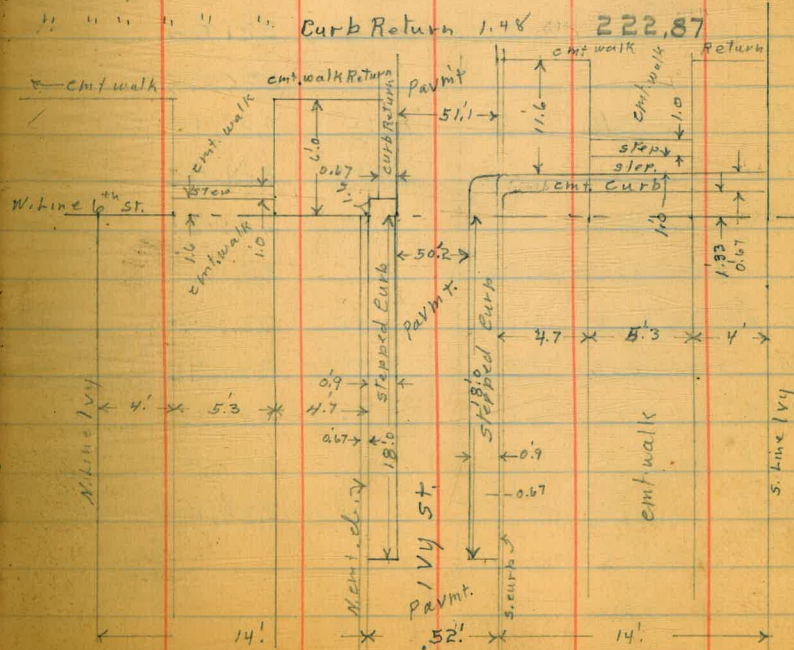 " " " " " Curb Return 1.48 222.87
cmt walk Return
← cmt walk
cmt. walk Return
Pavm't
51.1
curb Return
cmt. walk
6.0
11.6
cmt walk
1.0
step
step.
0.67
step
cmt. Curb
W. Line 6th St.
1.6
cmt. walk
1.0
1.0
1.33
0.67
50.2
Pavmt.
stepped Curb
stepped Curb
18.0
18.0
4.7 5.3 4'
0.9
4' 5.3 4.7
0.67
0.9
0.67
N. Line Ivy
Ivy St.
cmt walk
S. Line Ivy
S. curb
Pavmt.
14' 52' 14'